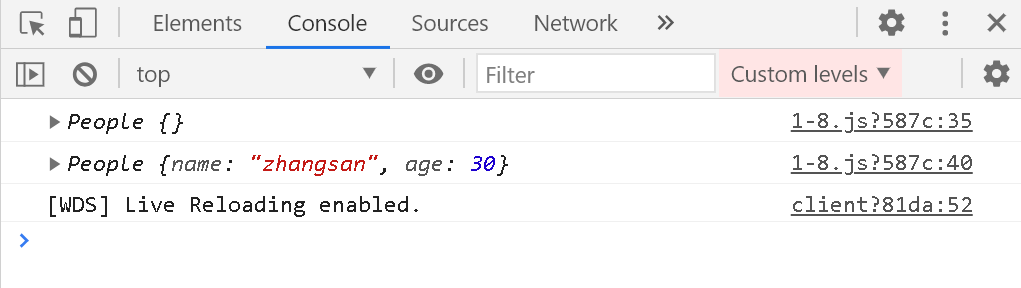 Elements Console Sources Network »
top Filter Custom levels ▼
▶ People {} 1-8.js?587c:35
▶ People {name: "zhangsan", age: 30} 1-8.js?587c:40
[WDS] Live Reloading enabled. client?81da:52